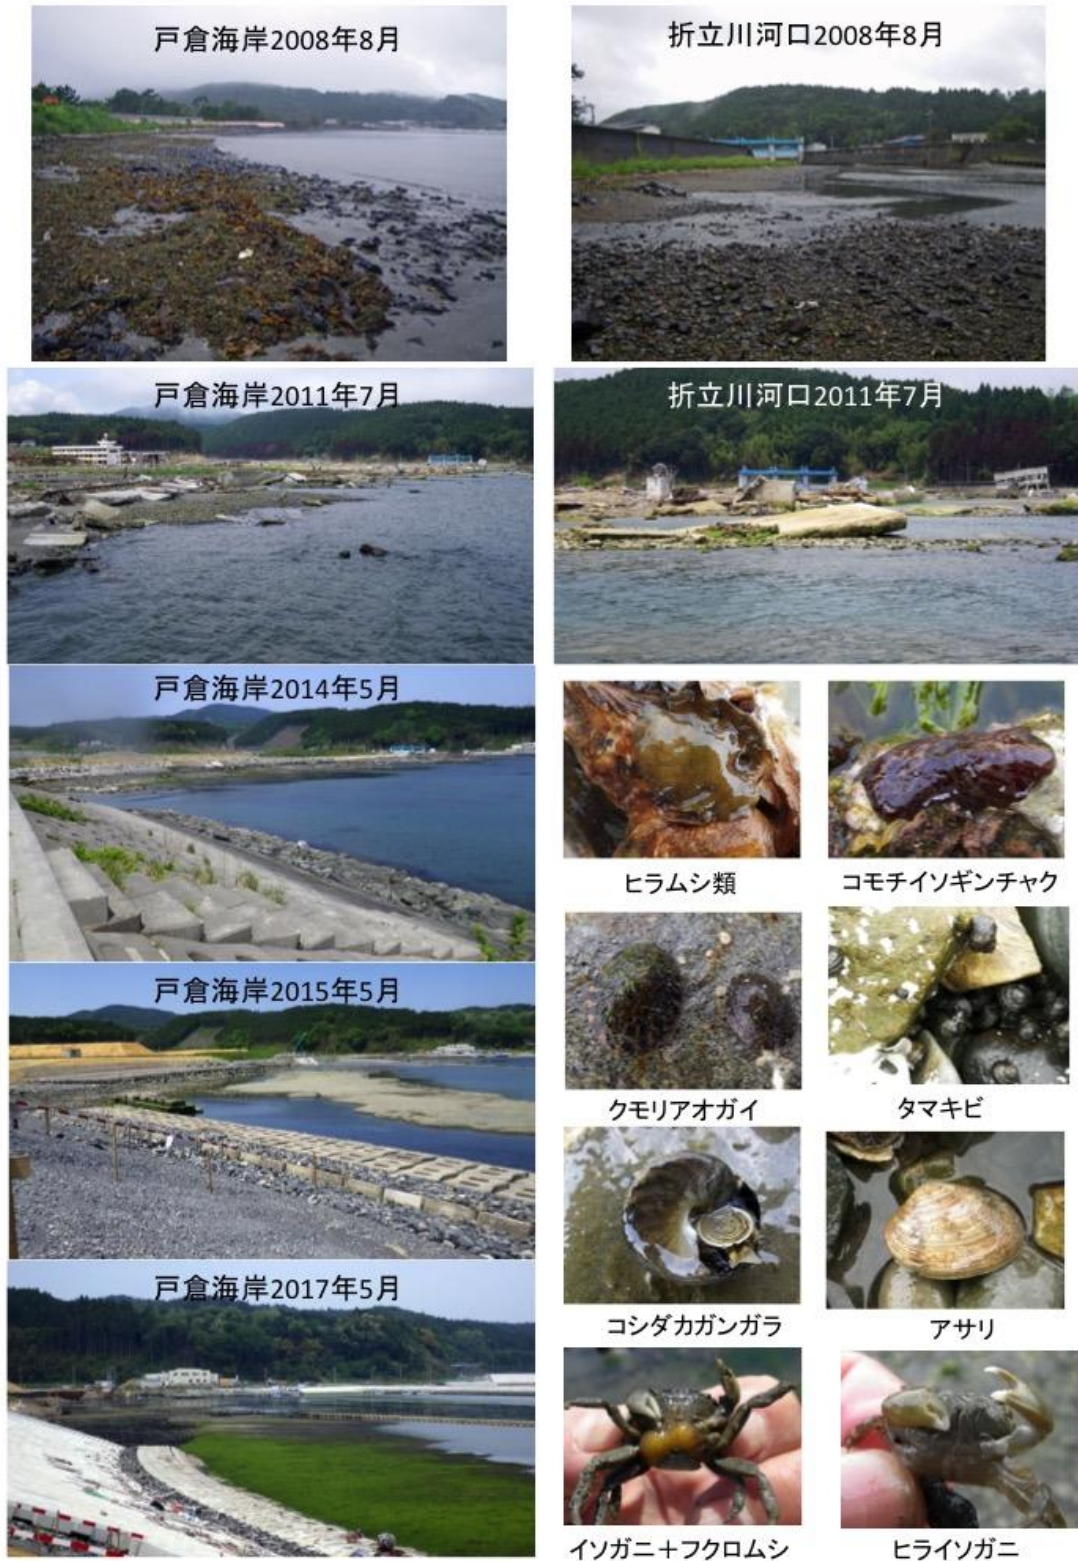 戸倉海岸2008年8月
折立川河口2008年8月
戸倉海岸2011年7月
折立川河口2011年7月
戸倉海岸2014年5月
ヒラムシ類
コモチイソギンチャク
戸倉海岸2015年5月
クモリアオガイ
タマキビ
コシダカガンガラ
アサリ
戸倉海岸2017年5月
イソガニ＋フクロムシ
ヒライソガニ